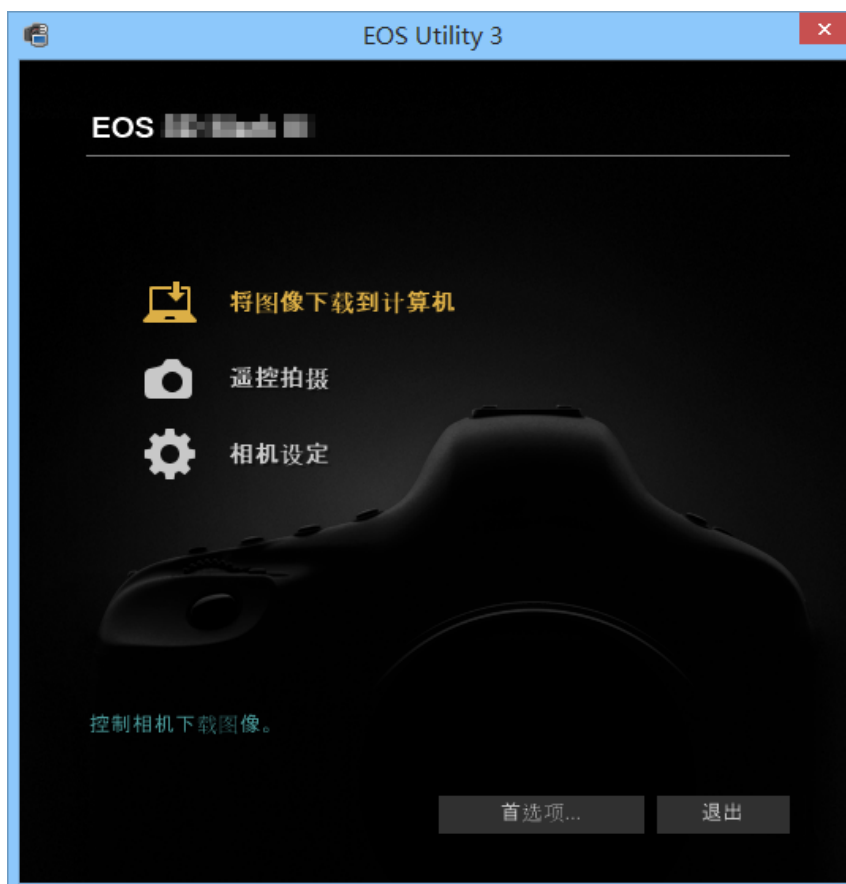 EOS Utility 3
EOS
将图像下载到计算机
遥控拍摄
相机设定
控制相机下载图像。
首选项...
退出